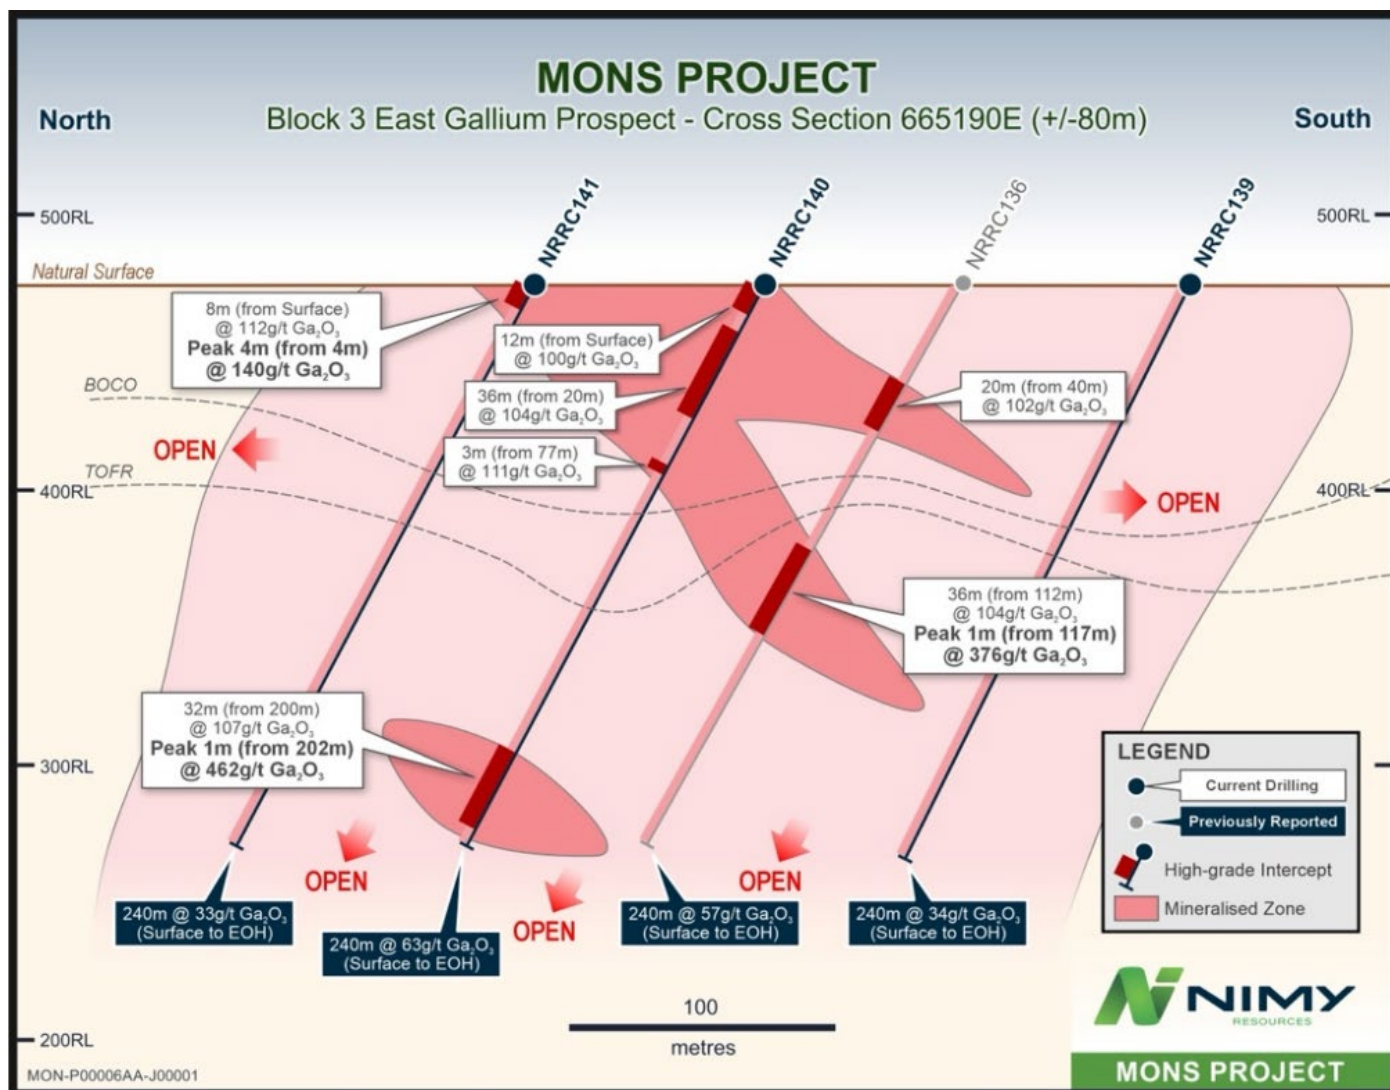 MONS PROJECT
Block 3 East Gallium Prospect - Cross Section 665190E (+/-80m)
North
South
NRRC141
NRRC140
NRRC136
NRRC139
500RL
500RL
Natural Surface
8m (from Surface)
@ 112g/t Ga₂O₃
Peak 4m (from 4m)
@ 140g/t Ga₂O₃
12m (from Surface)
@ 100g/t Ga₂O₃
36m (from 20m)
@ 104g/t Ga₂O₃
20m (from 40m)
@ 102g/t Ga₂O₃
BOCO
OPEN
3m (from 77m)
@ 111g/t Ga₂O₃
TOFR
400RL
400RL
OPEN
36m (from 112m)
@ 104g/t Ga₂O₃
Peak 1m (from 117m)
@ 376g/t Ga₂O₃
32m (from 200m)
@ 107g/t Ga₂O₃
Peak 1m (from 202m)
@ 462g/t Ga₂O₃
300RL
OPEN
OPEN
OPEN
240m @ 33g/t Ga₂O₃
(Surface to EOH)
240m @ 63g/t Ga₂O₃
(Surface to EOH)
240m @ 57g/t Ga₂O₃
(Surface to EOH)
240m @ 34g/t Ga₂O₃
(Surface to EOH)
LEGEND
Current Drilling
Previously Reported
High-grade Intercept
Mineralised Zone
100
metres
200RL
MON-P00006AA-J00001
NIMY
RESOURCES
MONS PROJECT